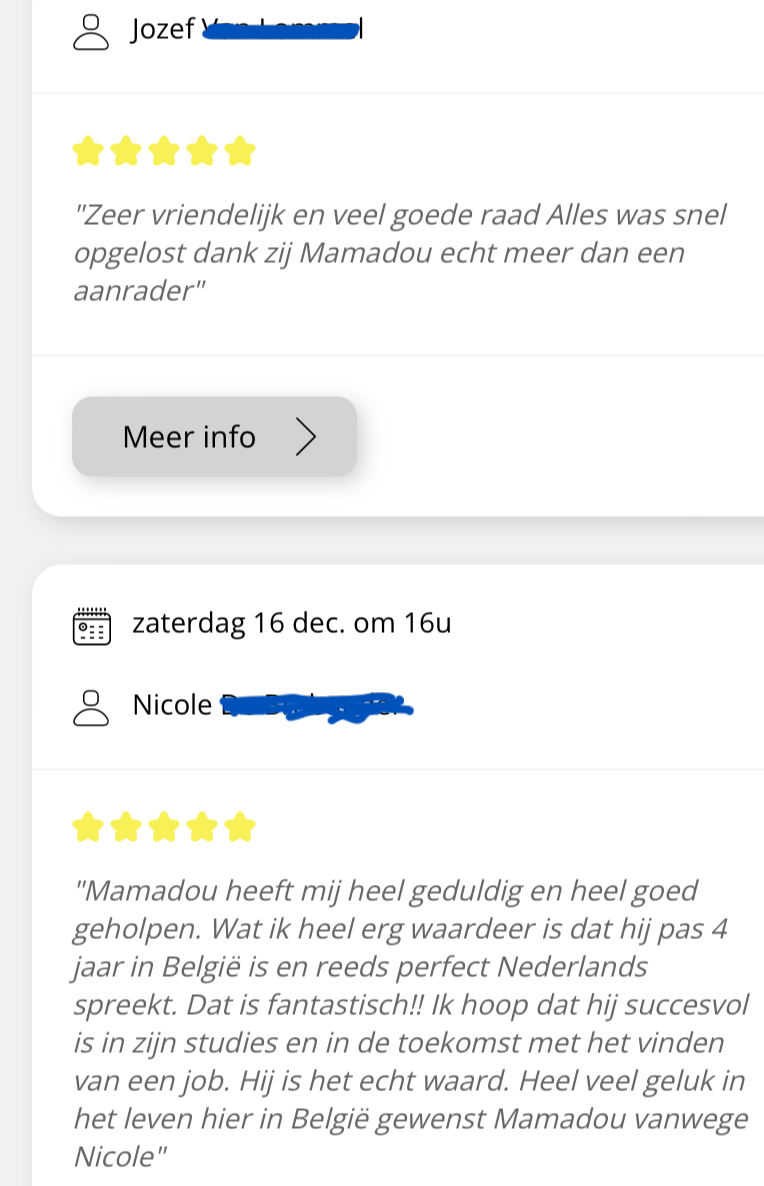 Jozef
"Zeer vriendelijk en veel goede raad Alles was snel
opgelost dank zij Mamadou echt meer dan een
aanrader"
Meer info
zaterdag 16 dec. om 16u
Nicole
"Mamadou heeft mij heel geduldig en heel goed
geholpen. Wat ik heel erg waardeer is dat hij pas 4
jaar in België is en reeds perfect Nederlands
spreekt. Dat is fantastisch!! Ik hoop dat hij succesvol
is in zijn studies en in de toekomst met het vinden
van een job. Hij is het echt waard. Heel veel geluk in
het leven hier in België gewenst Mamadou vanwege
Nicole"